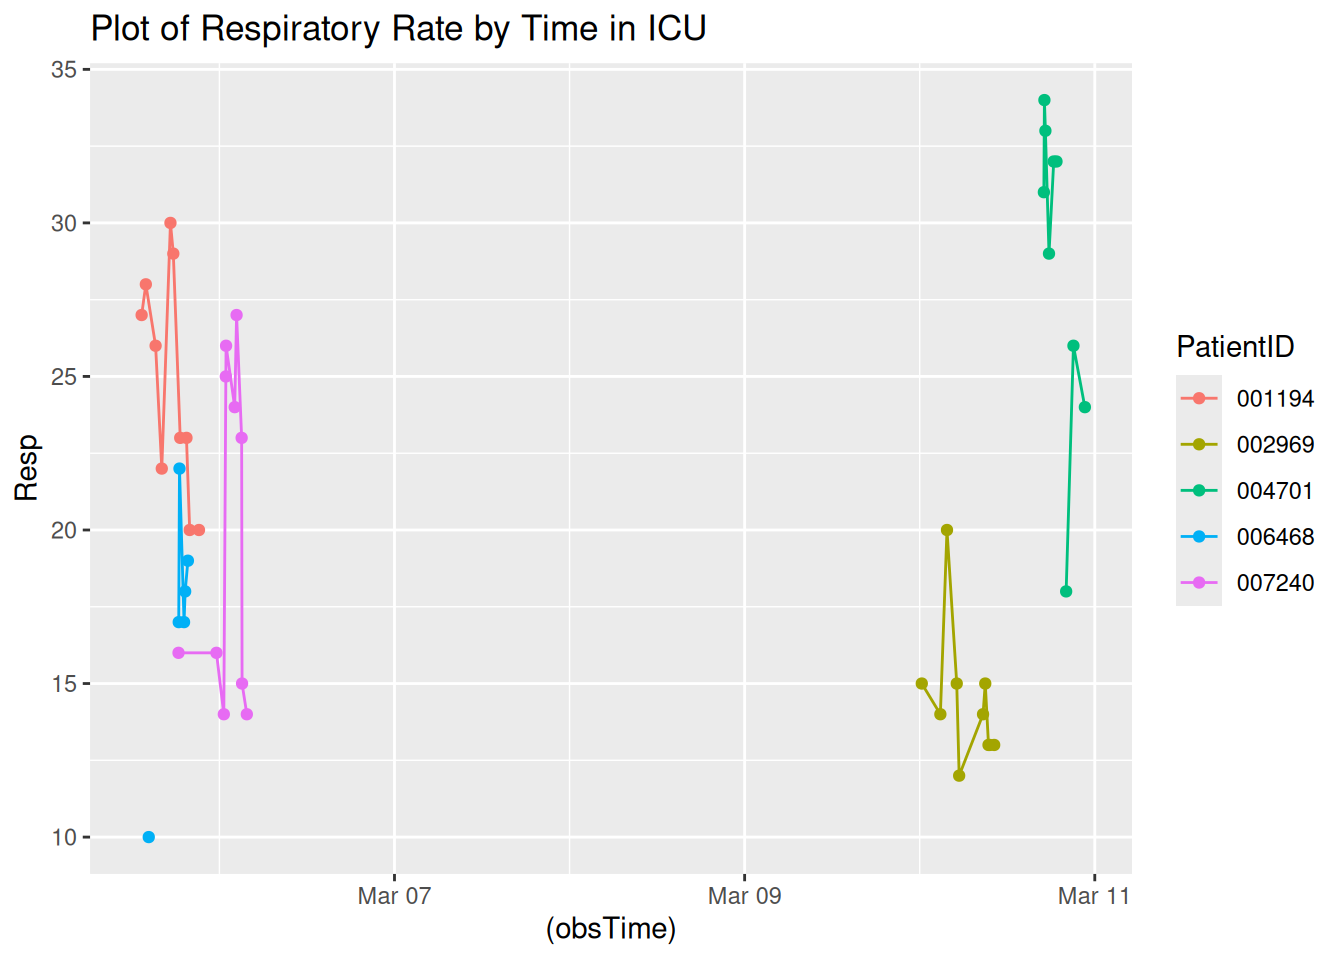 Plot of Respiratory Rate by Time in ICU
35
30
25
20
15
10
Resp
Mar 07
Mar 09
Mar 11
(obsTime)
PatientID
001194
002969
004701
006468
007240